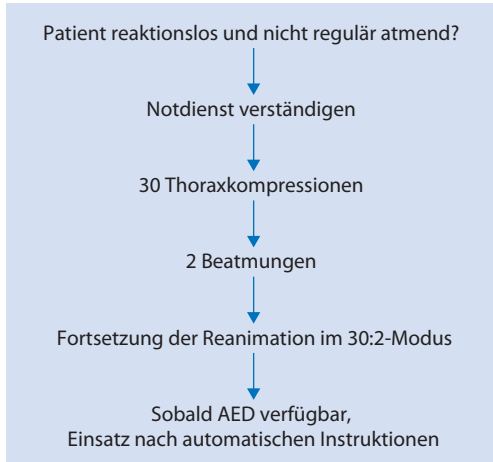 Patient reaktionslos und nicht regulär atmend?
Notdienst verständigen
30 Thoraxkompressionen
2 Beatmungen
Fortsetzung der Reanimation im 30:2-Modus
Sobald AED verfügbar,
Einsatz nach automatischen Instruktionen